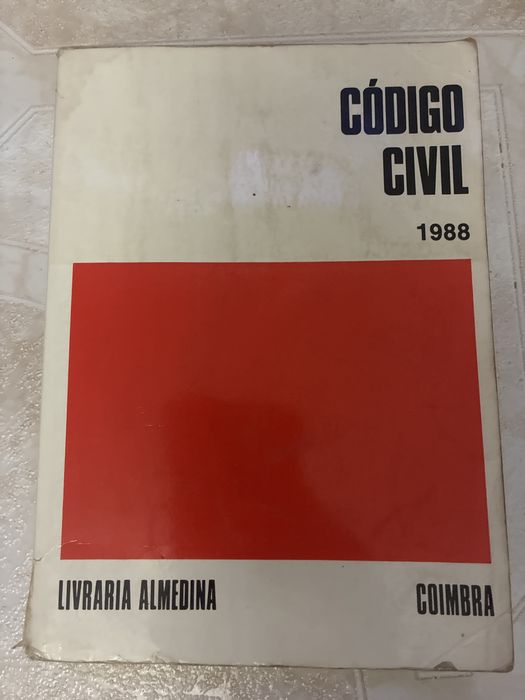 CÓDIGO
CIVIL
1988
LIVRARIA ALMEDINA COIMBRA